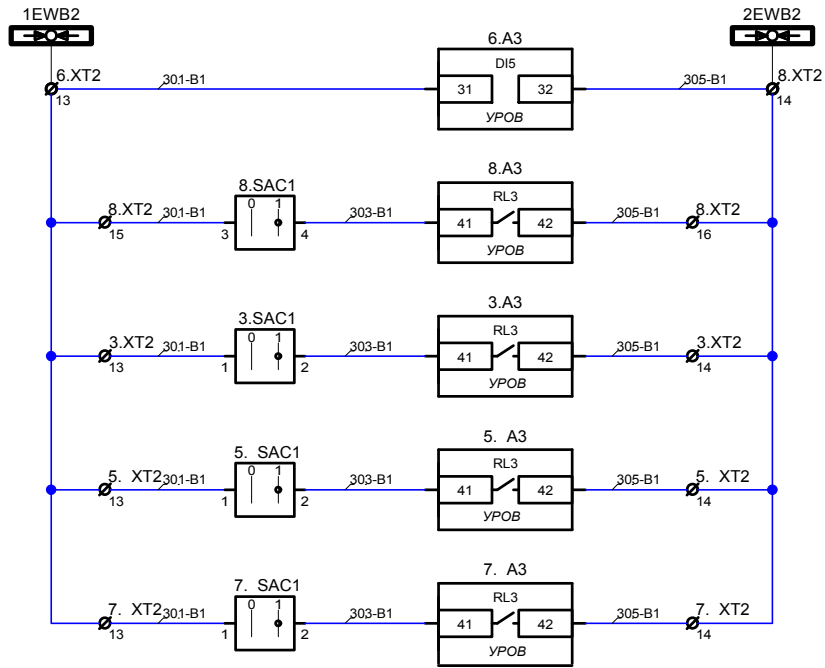 1EWB2 2EWB2
6.A3
6.XT2 301-B1 DI5 305-B1 8.XT2
13 31 32 14
УРОВ
8.A3
8.SAC1
8.XT2 301-B1 0 1 303-B1 RL3 305-B1 8.XT2
15 3 4 41 42 16
УРОВ
3.A3
3.SAC1
3.XT2 301-B1 0 1 303-B1 RL3 305-B1 3.XT2
13 1 2 41 42 14
УРОВ
5. A3
5. SAC1
5. XT2 301-B1 0 1 303-B1 RL3 305-B1 5. XT2
13 1 2 41 42 14
УРОВ
7. A3
7. SAC1
7. XT2 301-B1 0 1 303-B1 RL3 305-B1 7. XT2
13 1 2 41 42 14
УРОВ